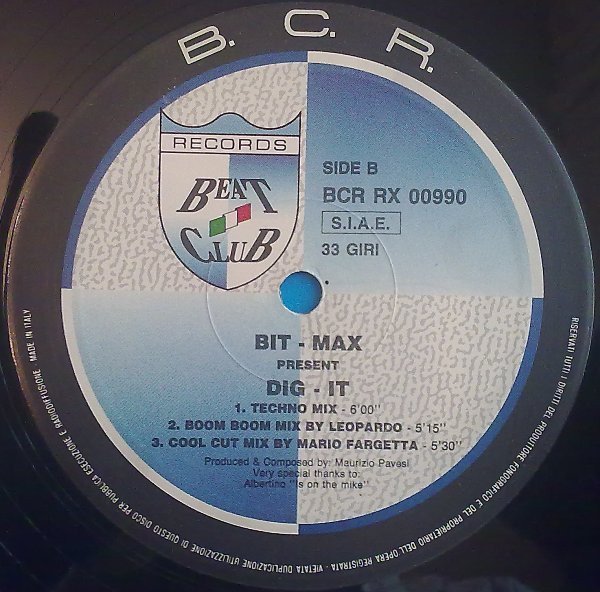 B. C. R.
RECORDS
BEAT
CLUB
SIDE B
BCR RX 00990
S.I.A.E.
33 GIRI
BIT - MAX
PRESENT
DIG - IT
1. TECHNO MIX - 6'00"
2. BOOM BOOM MIX BY LEOPARDO - 5'15"
3. COOL CUT MIX BY MARIO FARGETTA - 5'30"
Produced & Composed by: Maurizio Pavesi
Very special thanks to:
Albertino "Is on the mike"
RISERVATI TUTTI I DIRITTI DEL PRODUTTORE FONOGRAFICO E DEL PROPRIETARIO DELL'OPERA REGISTRATA - VIETATA DUPLICAZIONE UTILIZZAZIONE DI QUESTO DISCO PER PUBBLICA ESECUZIONE E RADIODIFFUSIONE - MADE IN ITALY